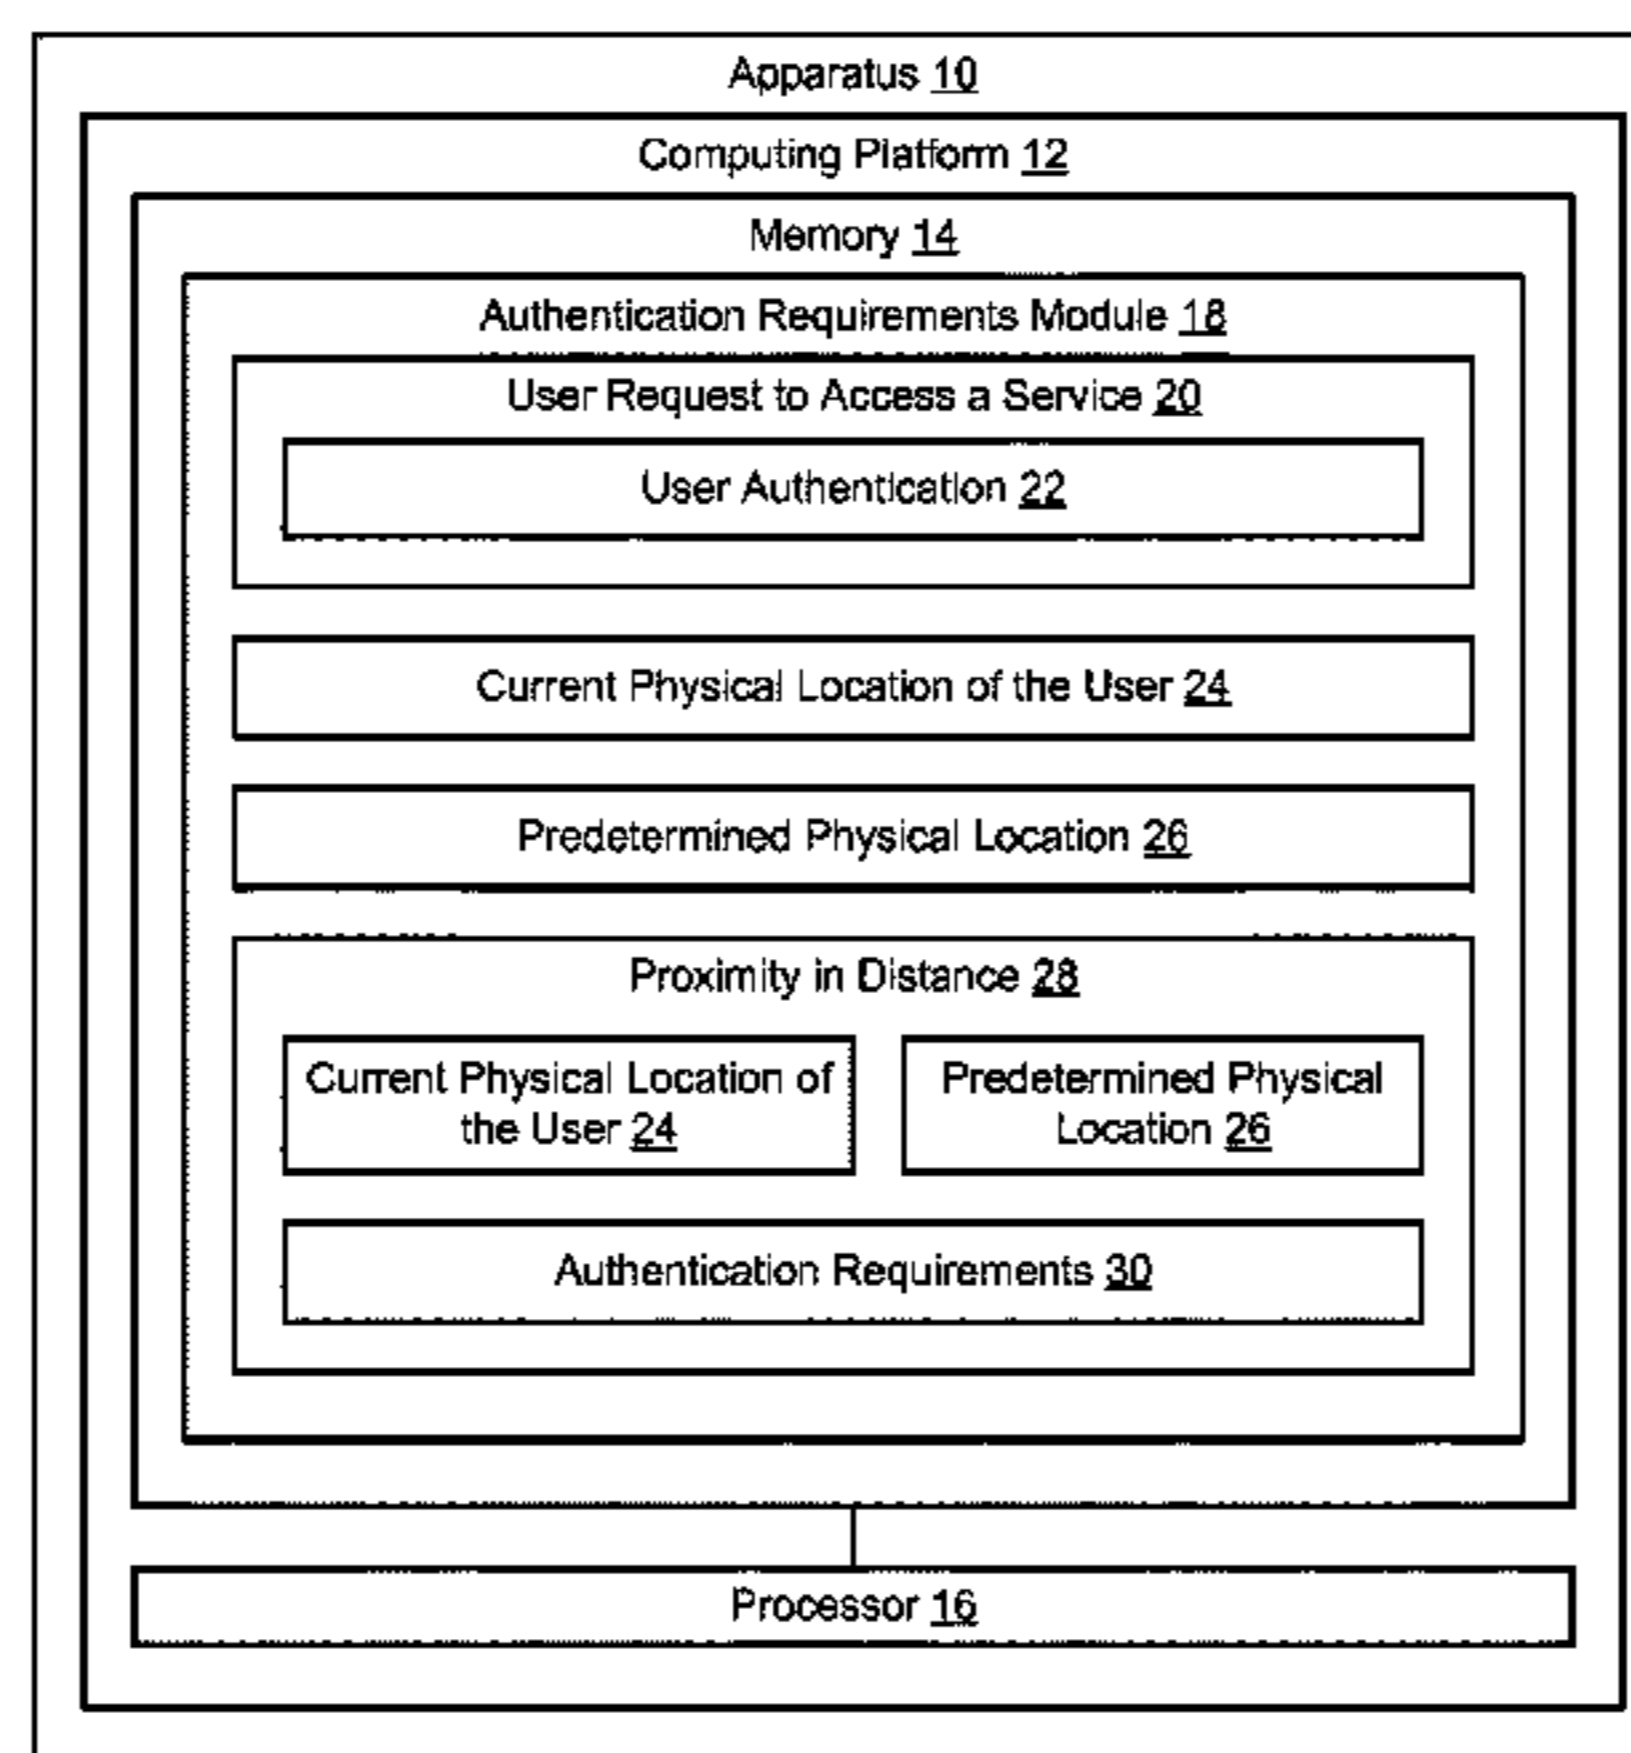 Apparatus 10
Computing Platform 12
Memory 14
Authentication Requirements Module 18
User Request to Access a Service 20
User Authentication 22
Current Physical Location of the User 24
Predetermined Physical Location 26
Proximity in Distance 28
Current Physical Location of
the User 24
Predetermined Physical
Location 26
Authentication Requirements 30
Processor 16